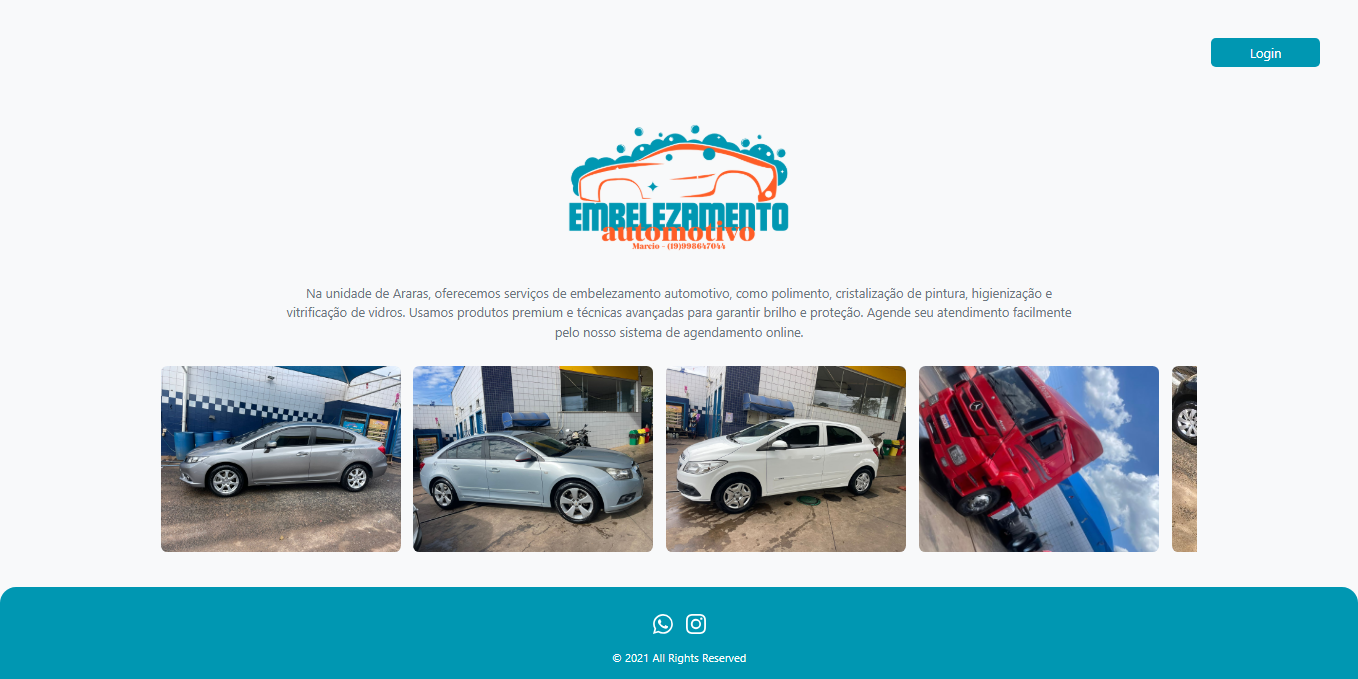 Login
EMBELEZAMENTO
automotivo
Marcio - (19)998647044
Na unidade de Araras, oferecemos serviços de embelezamento automotivo, como polimento, cristalização de pintura, higienização e
vitrificação de vidros. Usamos produtos premium e técnicas avançadas para garantir brilho e proteção. Agende seu atendimento facilmente
pelo nosso sistema de agendamento online.
© 2021 All Rights Reserved